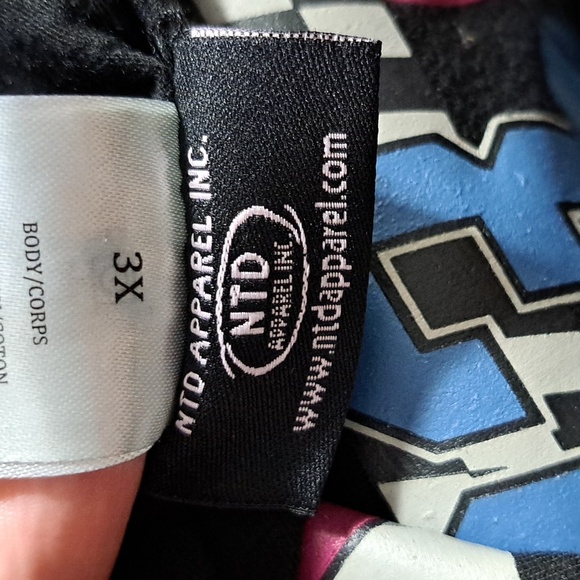 NTD APPAREL INC.
NTD
APPAREL INC
www.ntdapparel.com
3X
BODY/CORPS